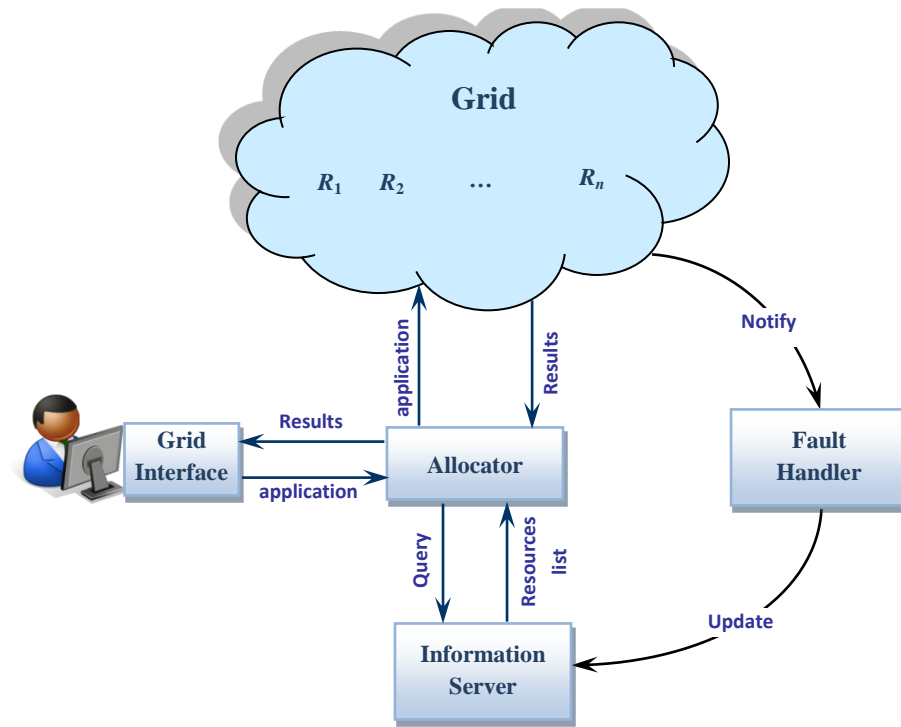 Grid
R1 R2 … Rn
Notify
application
Results
Results
Grid
Interface
application
Allocator
Fault
Handler
Query
Resources
list
Update
Information
Server